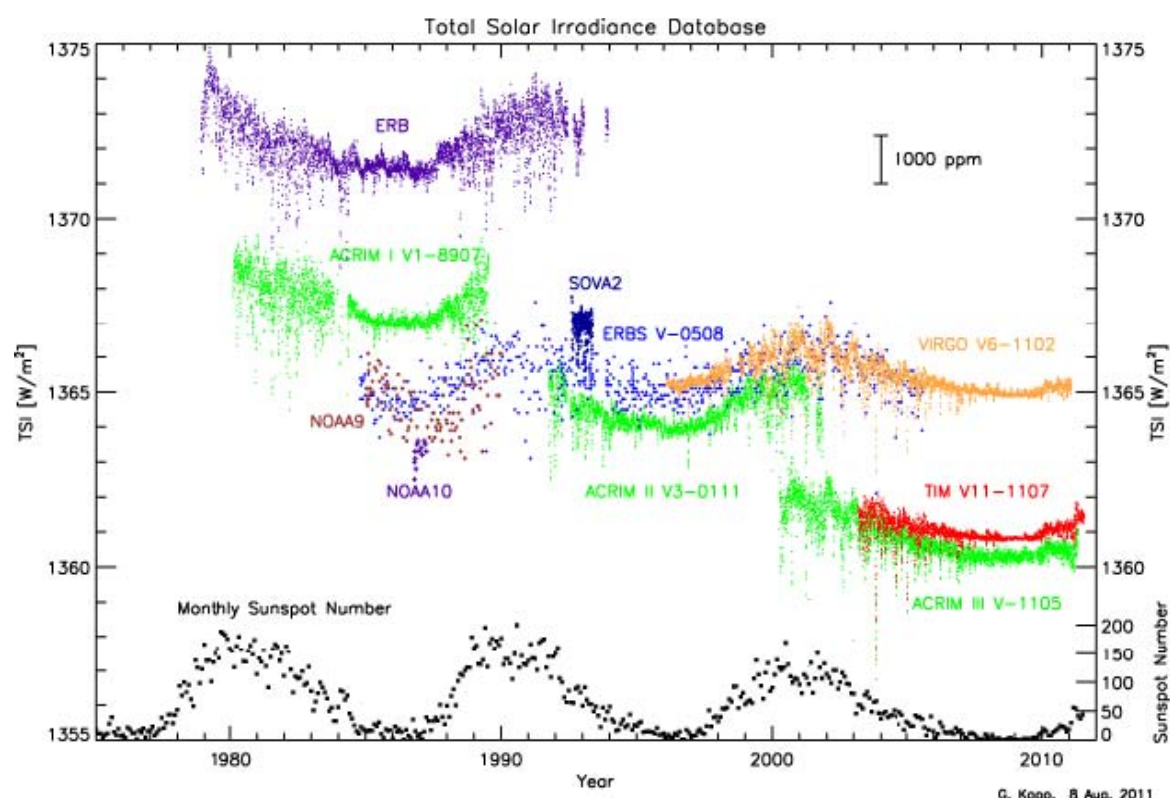 Total Solar Irradiance Database
1375
1375
ERB
1000 ppm
1370
1370
ACRIM I V1-8907
SOVA2
ERBS V-0508
VIRGO V6-1102
TSI [W/m²]
1365
1365
TSI [W/m²]
NOAA9
NOAA10
ACRIM II V3-0111
TIM V11-1107
1360
1360
ACRIM III V-1105
Monthly Sunspot Number
200
150
100
50
0
Sunspot Number
1355
1980
1990
2000
2010
Year
G. Kopp, 8 Aug. 2011